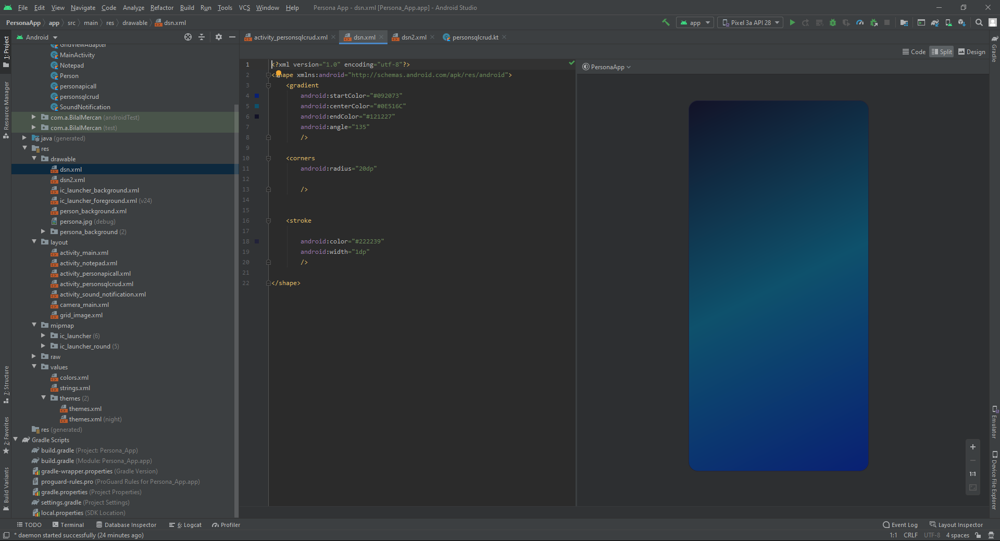 File Edit View Navigate Code Analyze Refactor Build Run Tools VCS Window Help Persona App - dsn.xml [Persona_App.app] - Android Studio
PersonaApp app src main res drawable dsn.xml
app Pixel 3a API 28
Android
activity_personsqlcrud.xml dsn.xml dsn2.xml personsqlcrud.kt
Code Split Design
PersonaApp
1: Project
Resource Manager
7: Structure
2: Favorites
Build Variants
GridViewAdapter
MainActivity
Notepad
Person
personapicall
personsqlcrud
SoundNotification
com.a.BilalMercan (androidTest)
com.a.BilalMercan (test)
java (generated)
res
drawable
dsn.xml
dsn2.xml
ic_launcher_background.xml
ic_launcher_foreground.xml (v24)
person_background.xml
persona.jpg (debug)
persona_background (2)
layout
activity_main.xml
activity_notepad.xml
activity_personapicall.xml
activity_personsqlcrud.xml
activity_sound_notification.xml
camera_main.xml
grid_image.xml
mipmap
ic_launcher (6)
ic_launcher_round (5)
raw
values
colors.xml
strings.xml
themes (2)
themes.xml
themes.xml (night)
res (generated)
Gradle Scripts
build.gradle (Project: Persona_App)
build.gradle (Module: Persona_App.app)
gradle-wrapper.properties (Gradle Version)
proguard-rules.pro (ProGuard Rules for Persona_App.app)
gradle.properties (Project Properties)
settings.gradle (Project Settings)
local.properties (SDK Location)
1 <?xml version="1.0" encoding="utf-8"?>
2 <shape xmlns:android="http://schemas.android.com/apk/res/android">
3 <gradient
4 android:startColor="#092073"
5 android:centerColor="#0E516C"
6 android:endColor="#121227"
7 android:angle="135"
8 />
9
10 <corners
11 android:radius="20dp"
12
13 />
14
15
16 <stroke
17
18 android:color="#222239"
19 android:width="1dp"
20 />
21
22 </shape>
1:1
Gradle
Emulator
Device File Explorer
TODO Terminal Database Inspector 6: Logcat Profiler Event Log Layout Inspector
* daemon started successfully (24 minutes ago) 1:1 CRLF UTF-8 4 spaces